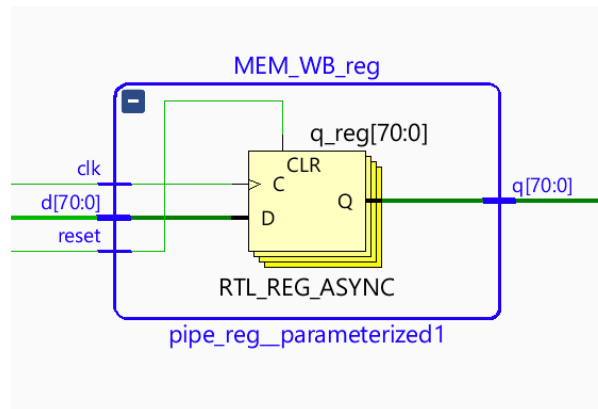 MEM_WB_reg
q_reg[70:0]
clk
CLR
C
d[70:0]
D
Q
q[70:0]
reset
RTL_REG_ASYNC
pipe_reg__parameterized1